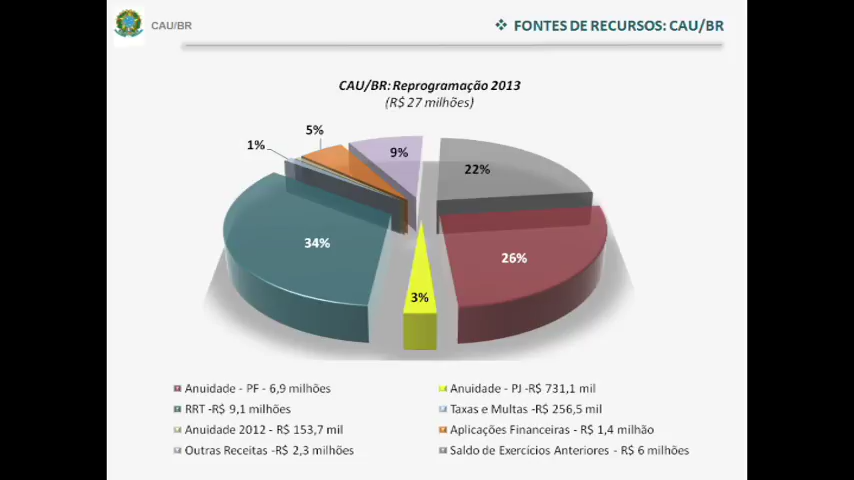 CAU/BR
❖ FONTES DE RECURSOS: CAU/BR
CAU/BR: Reprogramação 2013
(R$ 27 milhões)
5%
1%
9%
22%
34%
26%
3%
Anuidade - PF - 6,9 milhões
Anuidade - PJ -R$ 731,1 mil
RRT -R$ 9,1 milhões
Taxas e Multas -R$ 256,5 mil
Anuidade 2012 - R$ 153,7 mil
Aplicações Financeiras - R$ 1,4 milhão
Outras Receitas -R$ 2,3 milhões
Saldo de Exercícios Anteriores - R$ 6 milhões